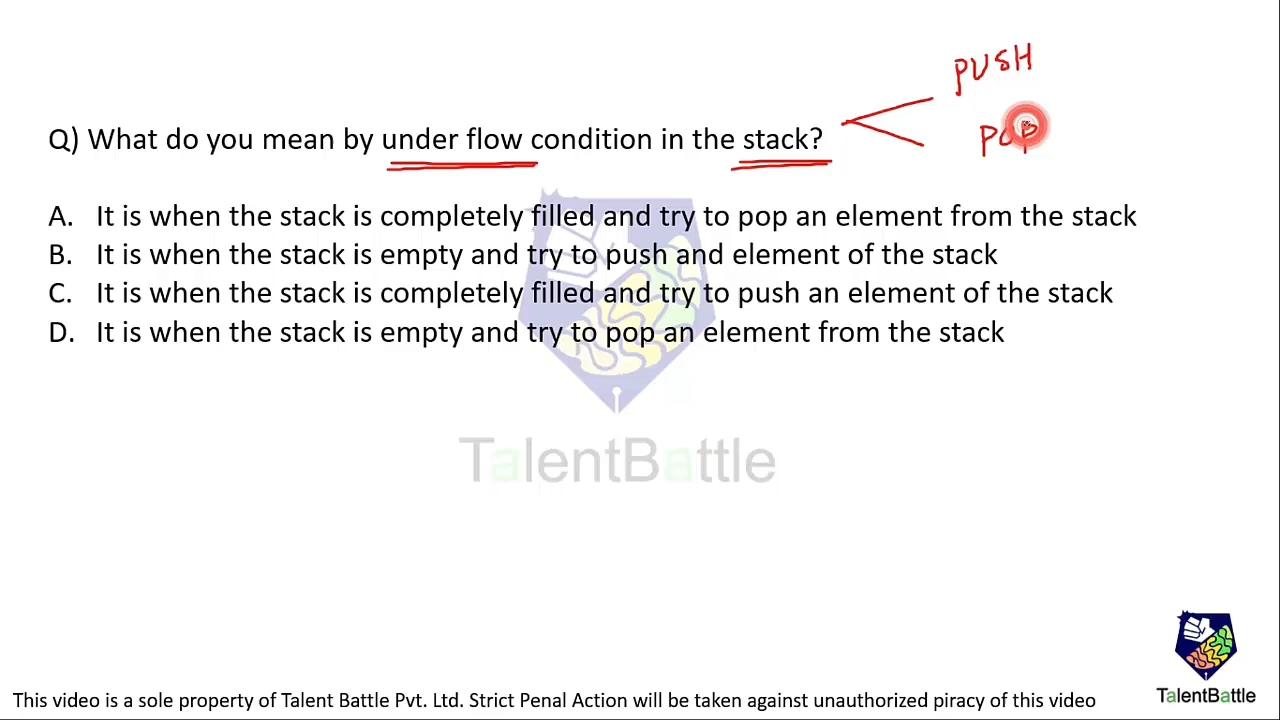 PUSH
Q) What do you mean by under flow condition in the stack?
POP
A. It is when the stack is completely filled and try to pop an element from the stack
B. It is when the stack is empty and try to push and element of the stack
C. It is when the stack is completely filled and try to push an element of the stack
D. It is when the stack is empty and try to pop an element from the stack
TalentBattle
TalentBattle
This video is a sole property of Talent Battle Pvt. Ltd. Strict Penal Action will be taken against unauthorized piracy of this video